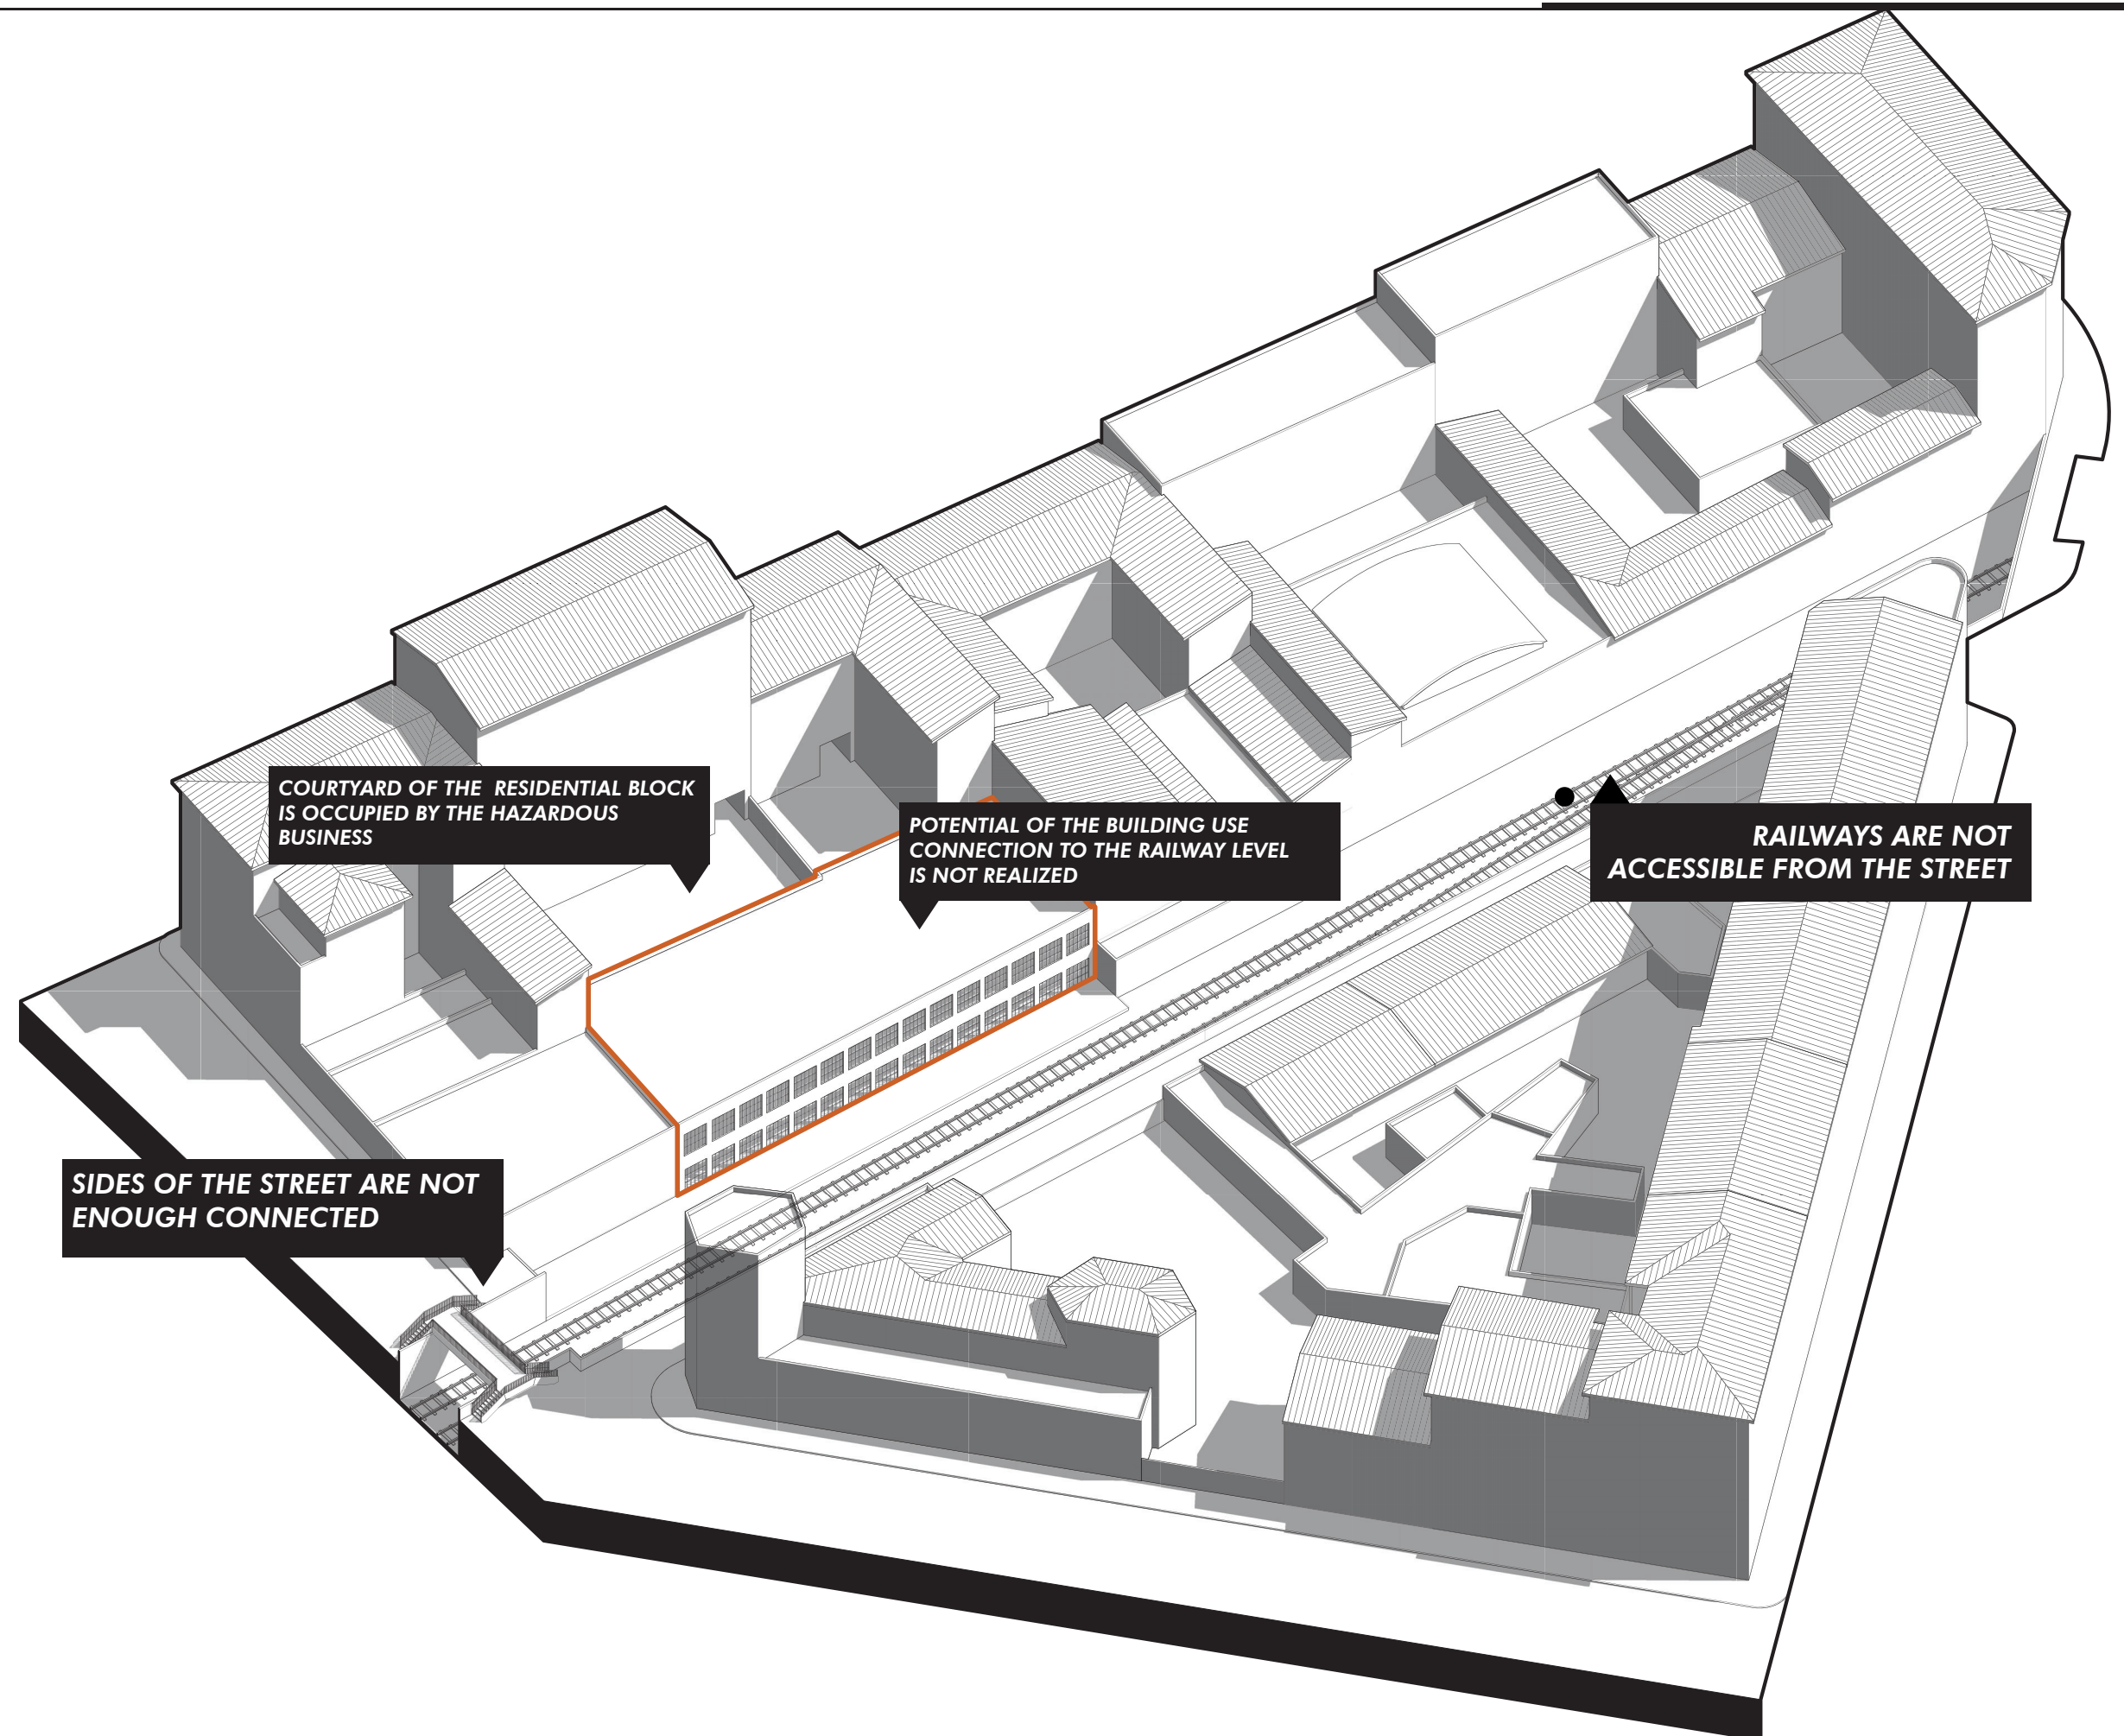 COURTYARD OF THE RESIDENTIAL BLOCK
IS OCCUPIED BY THE HAZARDOUS
BUSINESS
POTENTIAL OF THE BUILDING USE
CONNECTION TO THE RAILWAY LEVEL
IS NOT REALIZED
RAILWAYS ARE NOT
ACCESSIBLE FROM THE STREET
SIDES OF THE STREET ARE NOT
ENOUGH CONNECTED